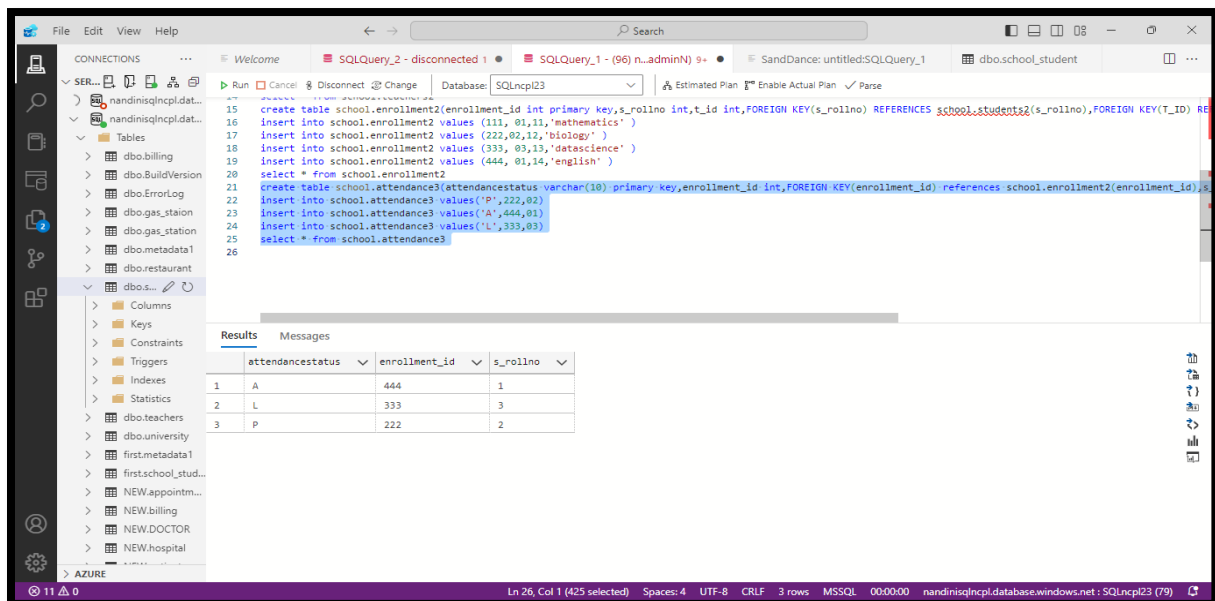 File Edit View Help
Search
CONNECTIONS ...
Welcome
SQLQuery_2 - disconnected 1
SQLQuery_1 - (96) n...adminN) 9+
SandDance: untitled:SQLQuery_1
dbo.school_student
SER...
Run Cancel Disconnect Change Database: SQLncpl23 Estimated Plan Enable Actual Plan Parse
nandinisqlncpl.dat...
nandinisqlncpl.dat...
Tables
dbo.billing
dbo.BuildVersion
dbo.ErrorLog
dbo.gas_staion
dbo.gas_station
dbo.metadata1
dbo.restaurant
dbo.s...
Columns
Keys
Constraints
Triggers
Indexes
Statistics
dbo.teachers
dbo.university
first.metadata1
first.school_stud...
NEW.appointm...
NEW.billing
NEW.DOCTOR
NEW.hospital
AZURE
2
15 create table school.enrollment2(enrollment_id int primary key,s_rollno int,t_id int,FOREIGN KEY(s_rollno) REFERENCES school.students2(s_rollno),FOREIGN KEY(T_ID) RE
16 insert into school.enrollment2 values (111, 01,11,'mathematics' )
17 insert into school.enrollment2 values (222,02,12,'biology' )
18 insert into school.enrollment2 values (333, 03,13,'datascience' )
19 insert into school.enrollment2 values (444, 01,14,'english' )
20 select * from school.enrollment2
21 create table school.attendance3(attendancestatus varchar(10) primary key,enrollment_id int,FOREIGN KEY(enrollment_id) references school.enrollment2(enrollment_id),s_
22 insert into school.attendance3 values('P',222,02)
23 insert into school.attendance3 values('A',444,01)
24 insert into school.attendance3 values('L',333,03)
25 select * from school.attendance3
26
Results Messages
attendancestatus enrollment_id s_rollno
1 A 444 1
2 L 333 3
3 P 222 2
11 0 Ln 26, Col 1 (425 selected) Spaces: 4 UTF-8 CRLF 3 rows MSSQL 00:00:00 nandinisqlncpl.database.windows.net : SQLncpl23 (79)